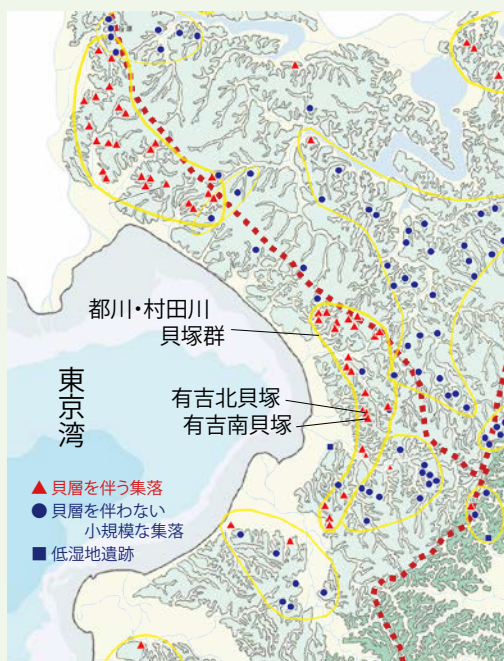 都川・村田川
貝塚群
東京湾
有吉北貝塚
有吉南貝塚
▲貝層を伴う集落
●貝層を伴わない
小規模な集落
■低湿地遺跡